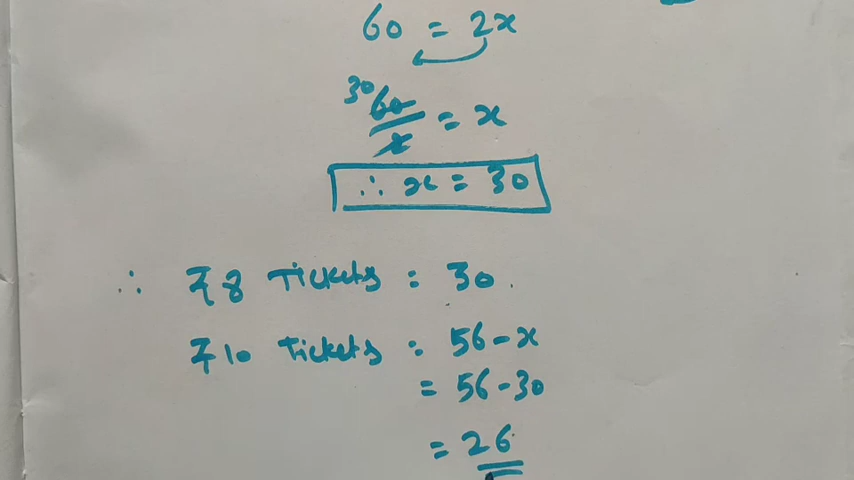 60 = 2x
30 60/2 = x
∴ x = 30
∴ ₹8 Tickets : 30.
₹10 Tickets : 56-x
= 56-30
= 26